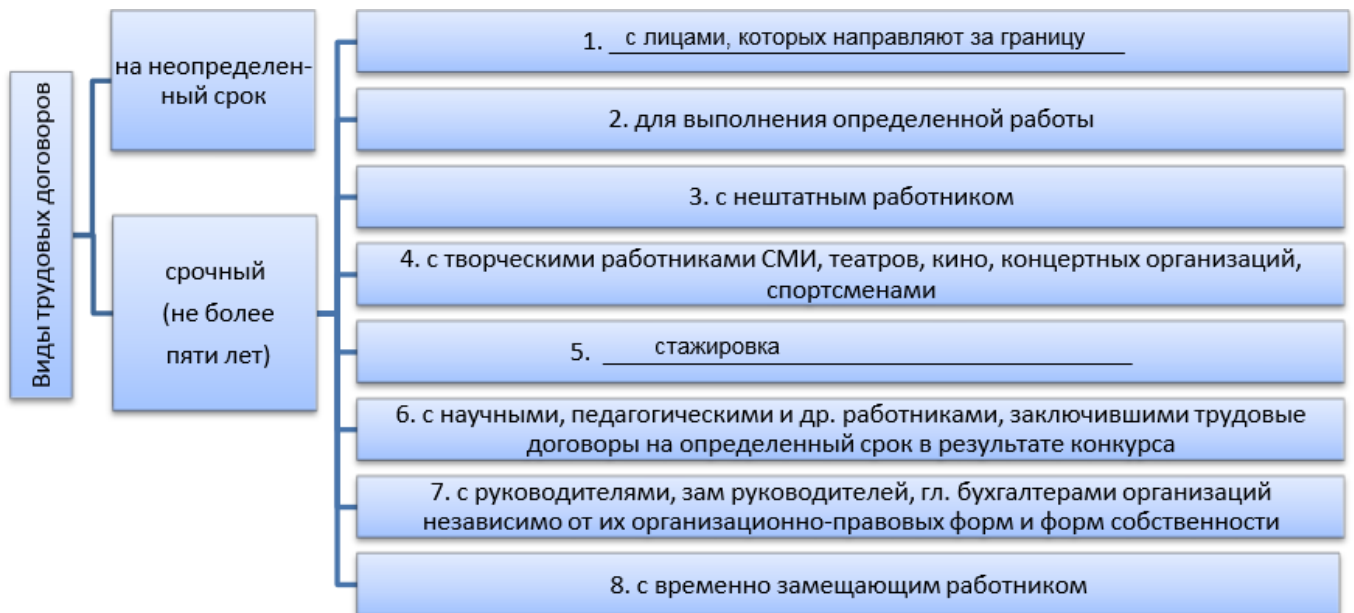 Виды трудовых договоров
на неопределен-
ный срок
срочный
(не более
пяти лет)
1. с лицами, которых направляют за границу
2. для выполнения определенной работы
3. с нештатным работником
4. с творческими работниками СМИ, театров, кино, концертных организаций,
спортсменами
5. стажировка
6. с научными, педагогическими и др. работниками, заключившими трудовые
договоры на определенный срок в результате конкурса
7. с руководителями, зам руководителей, гл. бухгалтерами организаций
независимо от их организационно-правовых форм и форм собственности
8. с временно замещающим работником